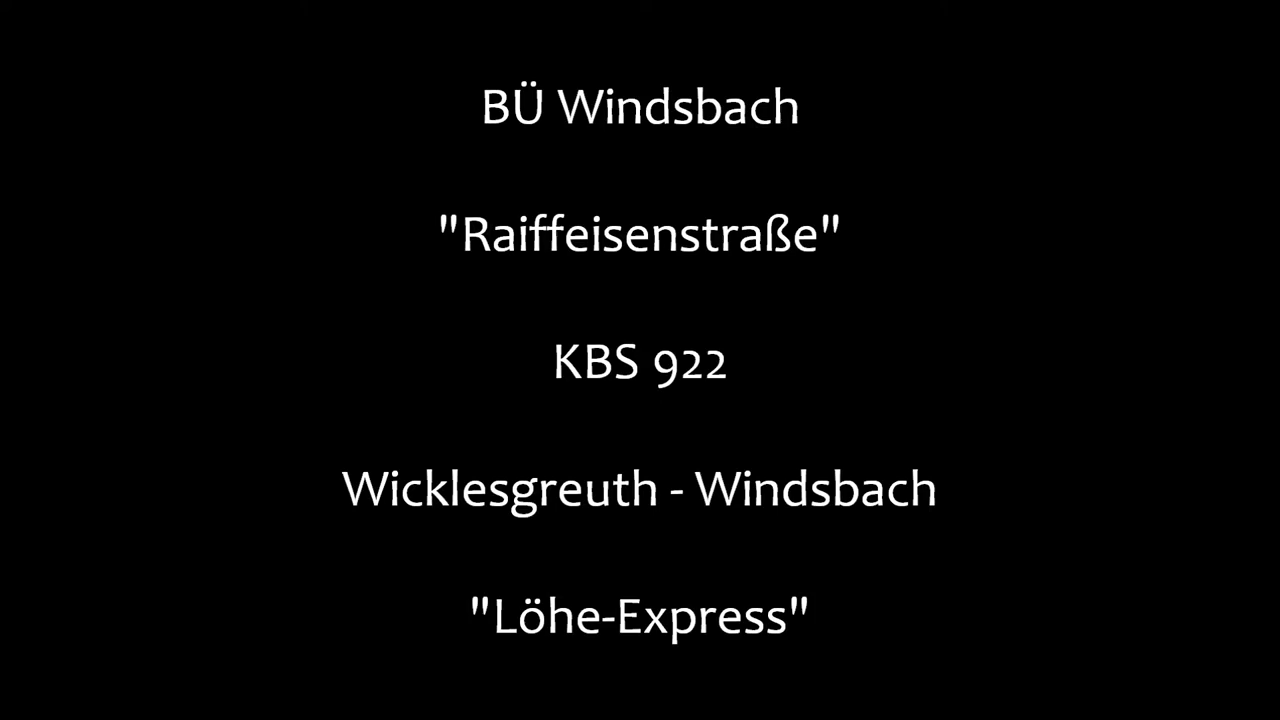 BÜ Windsbach
"Raiffeisenstraße"
KBS 922
Wicklesgreuth - Windsbach
"Löhe-Express"